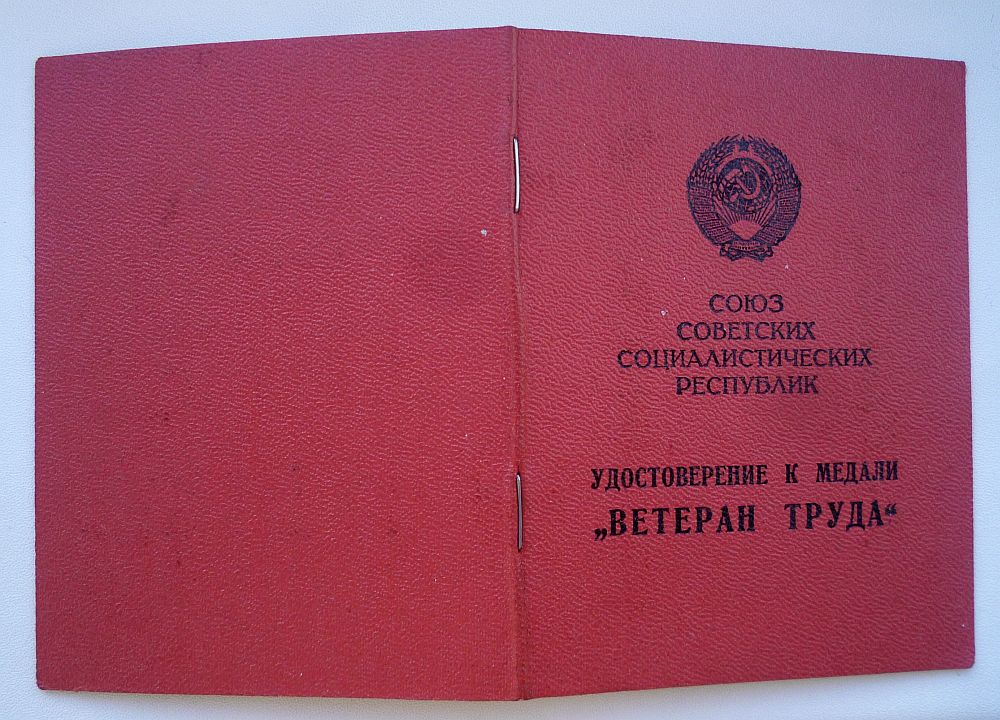 СОЮЗ
СОВЕТСКИХ
СОЦИАЛИСТИЧЕСКИХ
РЕСПУБЛИК
УДОСТОВЕРЕНИЕ К МЕДАЛИ
„ВЕТЕРАН ТРУДА“